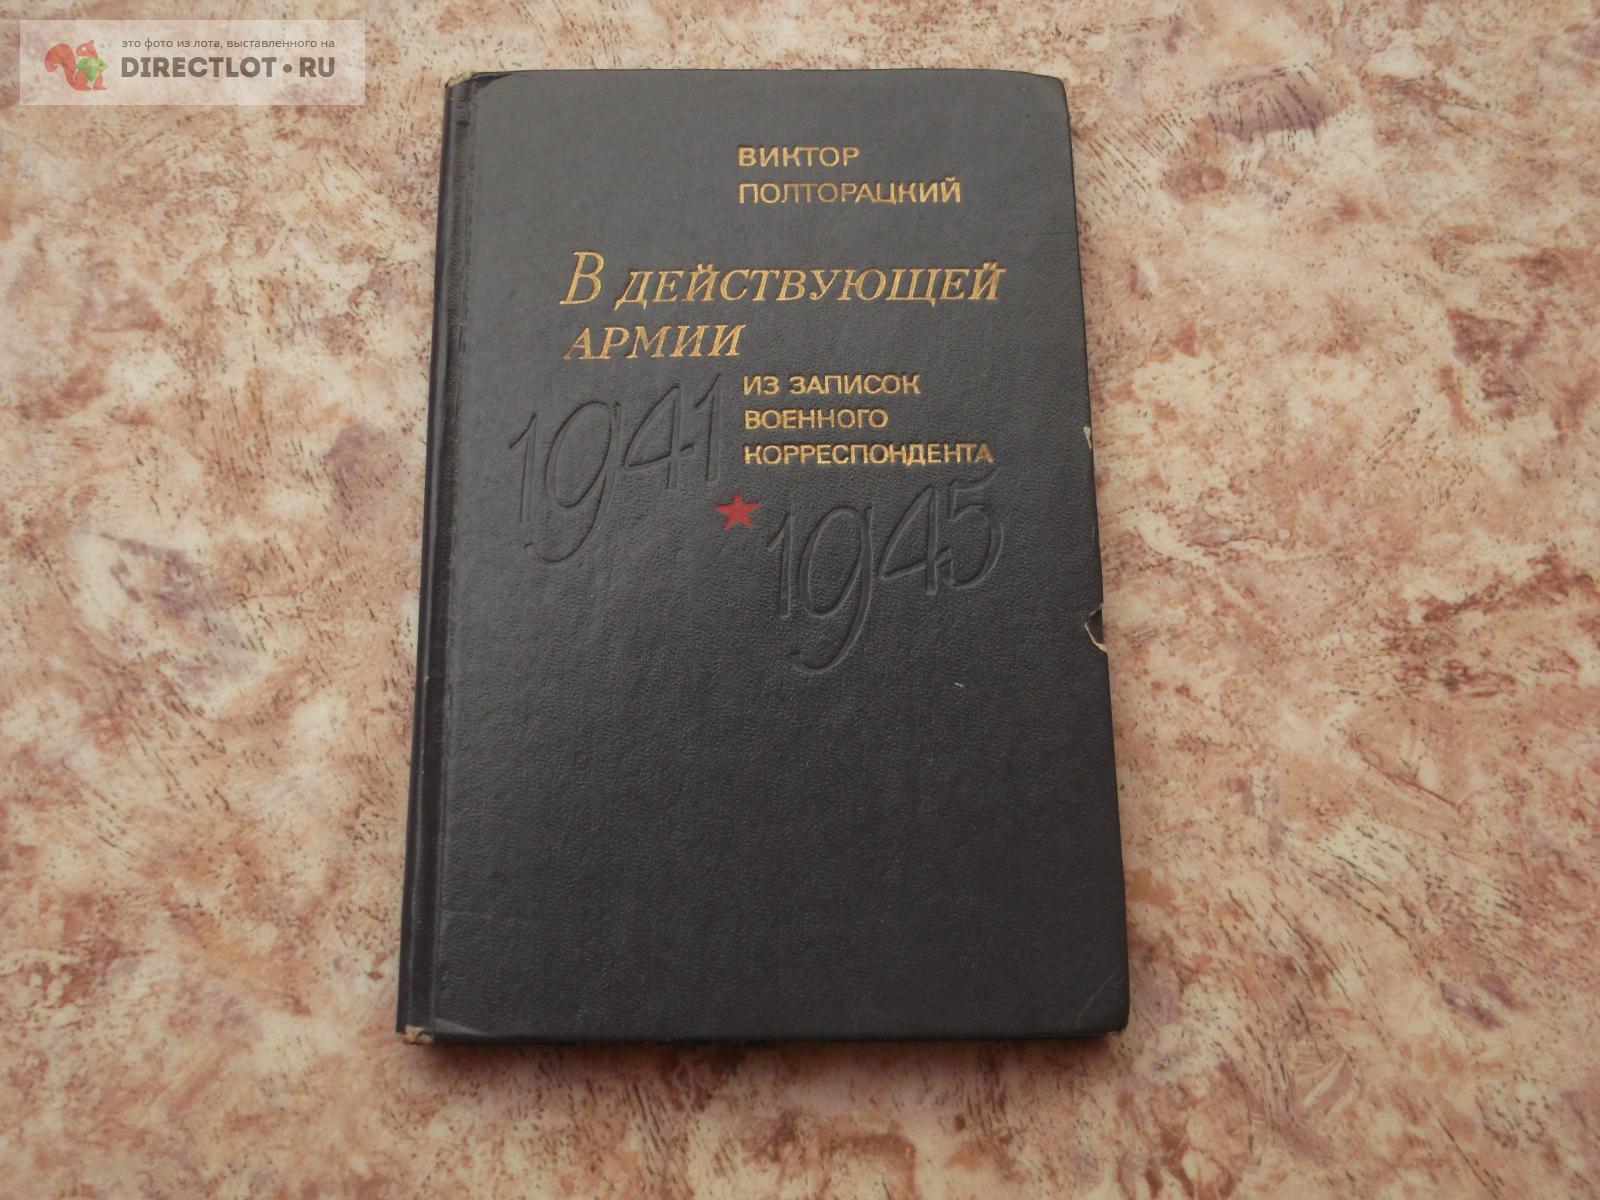 это фото из лота, выставленного на
DIRECTLOT•RU
ВИКТОР
ПОЛТОРАЦКИЙ
В ДЕЙСТВУЮЩЕЙ
АРМИИ
ИЗ ЗАПИСОК
ВОЕННОГО
КОРРЕСПОНДЕНТА
1941
1945